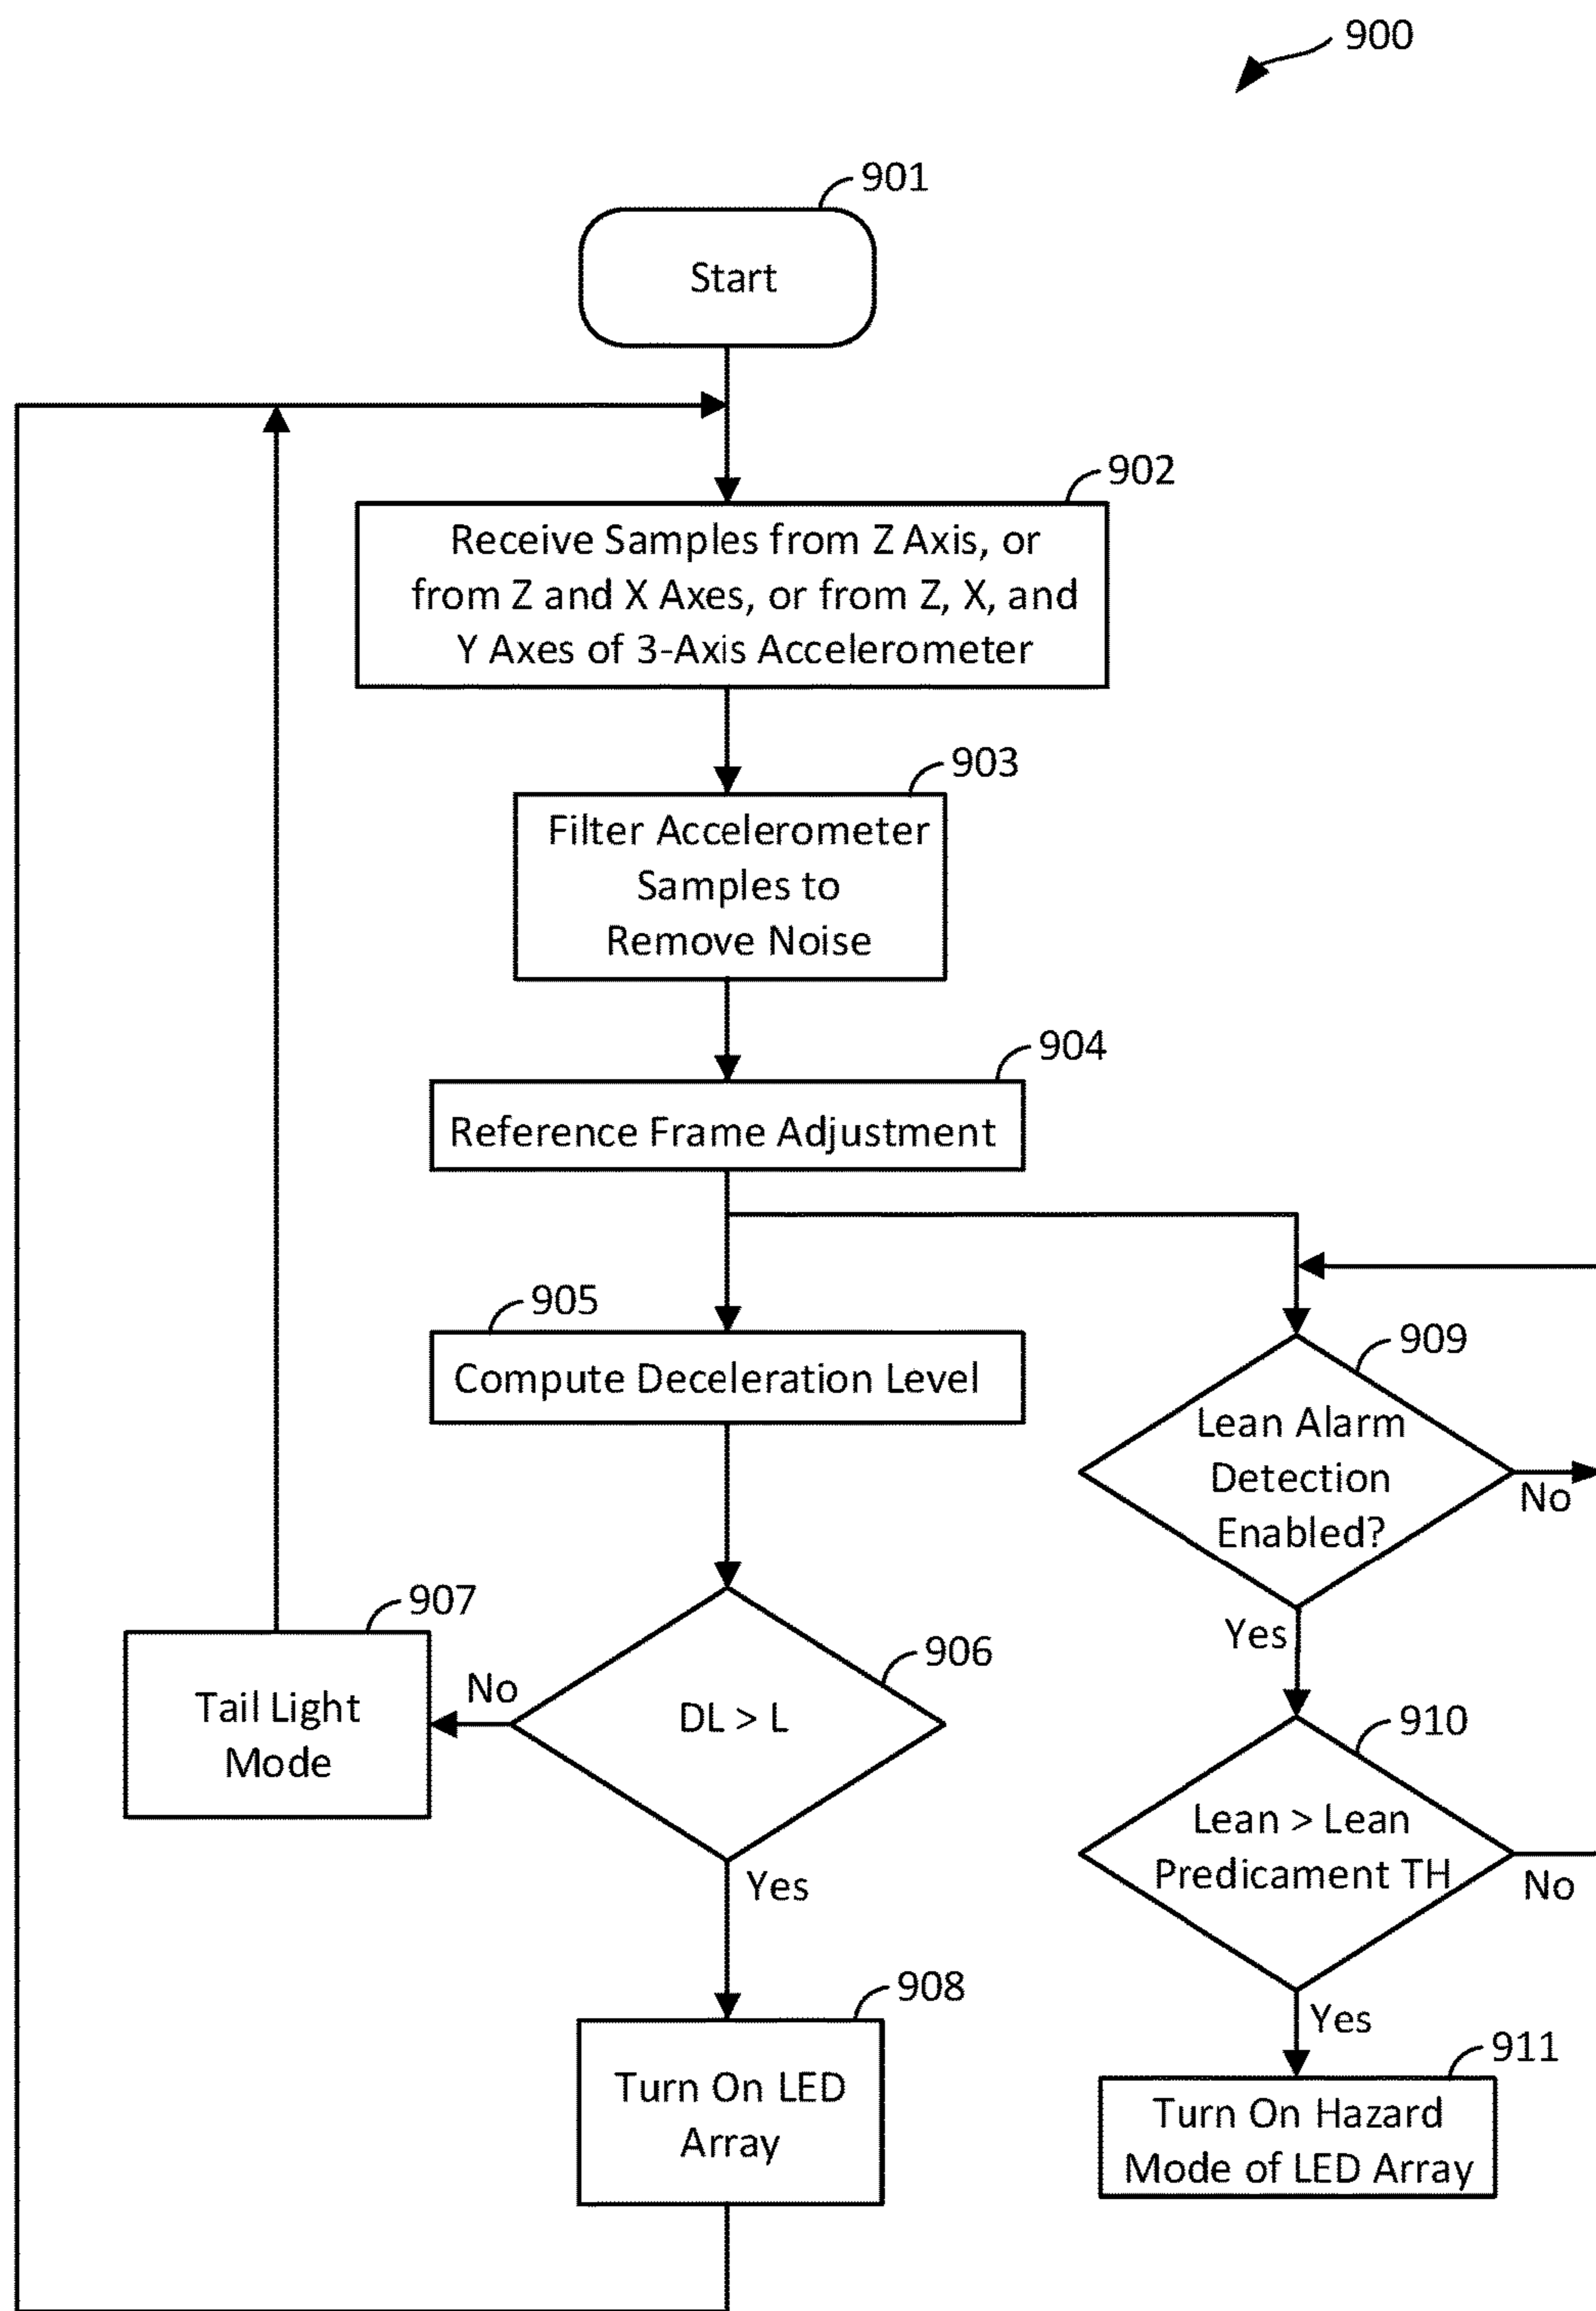 900
901
Start
902
Receive Samples from Z Axis, or
from Z and X Axes, or from Z, X, and
Y Axes of 3-Axis Accelerometer
903
Filter Accelerometer
Samples to
Remove Noise
904
Reference Frame Adjustment
905
Compute Deceleration Level
909
Lean Alarm
Detection
Enabled?
No
Yes
907
Tail Light
Mode
No
906
DL > L
Yes
910
Lean > Lean
Predicament TH
No
Yes
908
Turn On LED
Array
911
Turn On Hazard
Mode of LED Array